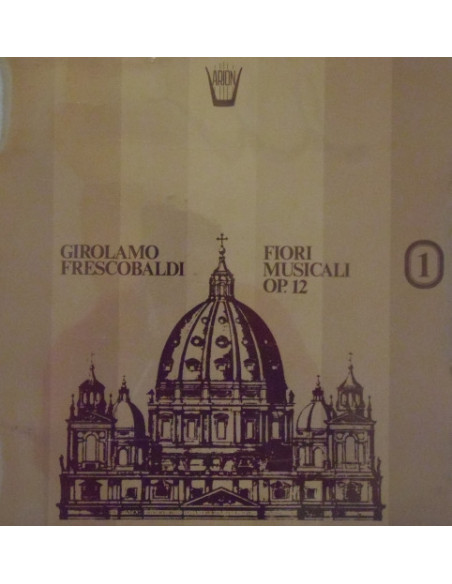 ARION
GIROLAMO
FRESCOBALDI
FIORI
MUSICALI
OP. 12
1